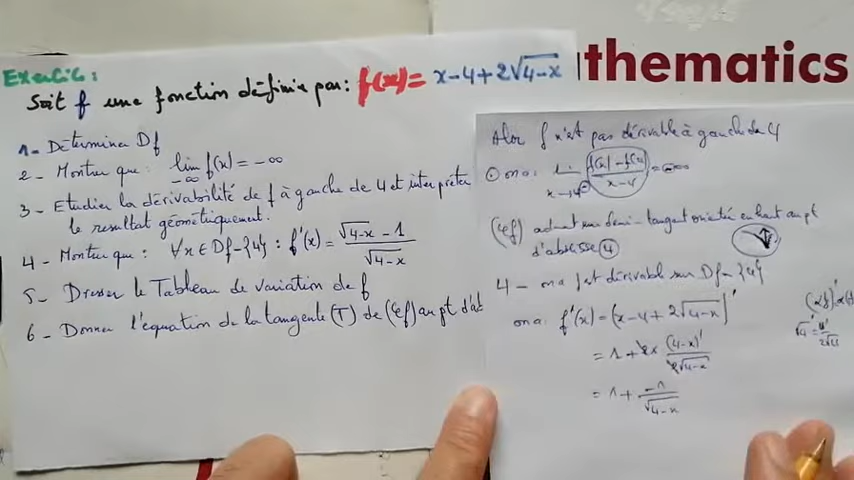 thematics
Exercice :
Soit f une fonction définie par : f(x) = x-4+2√4-x
1- Déterminer Df
2- Montrer que : lim f(x) = -∞
-∞
3- Etudier la dérivabilité de f à gauche de 4 et interpréter
le resultat géométriquement.
4- Montrer que : ∀x∈Df-{4} : f'(x) = (√4-x - 1)/√4-x
5- Dresser le Tableau de variation de f
6- Donner l'équation de la tangente (T) de (Cf) au pt d'ab
Alor f n'est pas dérivable à gauche de 4
on a : lim (f(x)-f(4))/(x-4) = -∞
x→4⁻
(Cf) admet une demi-tangente orientée en haut au pt
d'abscisse 4
4- on a f est dérivable sur Df-{4}
on a : f'(x) = (x-4+2√4-x)'
= 1+2×(4-x)'/2√4-x
= 1+ -1/√4-x
√u' = u'/2√u